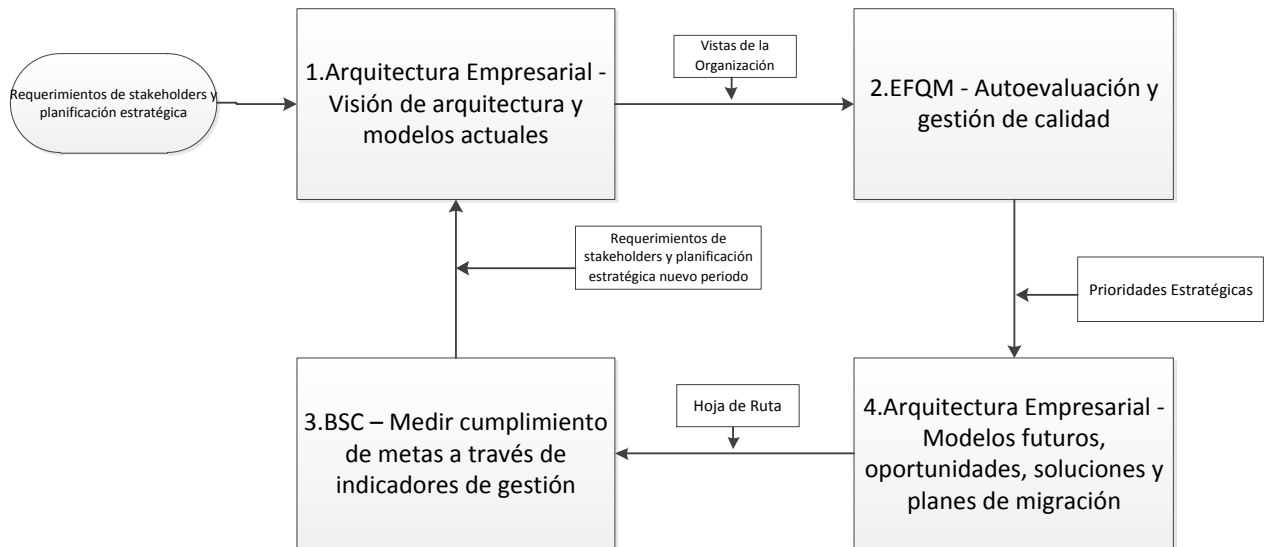 Requerimientos de stakeholders y
planificación estratégica
1.Arquitectura Empresarial -
Visión de arquitectura y
modelos actuales
Vistas de la
Organización
2.EFQM - Autoevaluación y
gestión de calidad
Requerimientos de
stakeholders y planificación
estratégica nuevo periodo
Prioridades Estratégicas
3.BSC – Medir cumplimiento
de metas a través de
indicadores de gestión
Hoja de Ruta
4.Arquitectura Empresarial -
Modelos futuros,
oportunidades, soluciones y
planes de migración